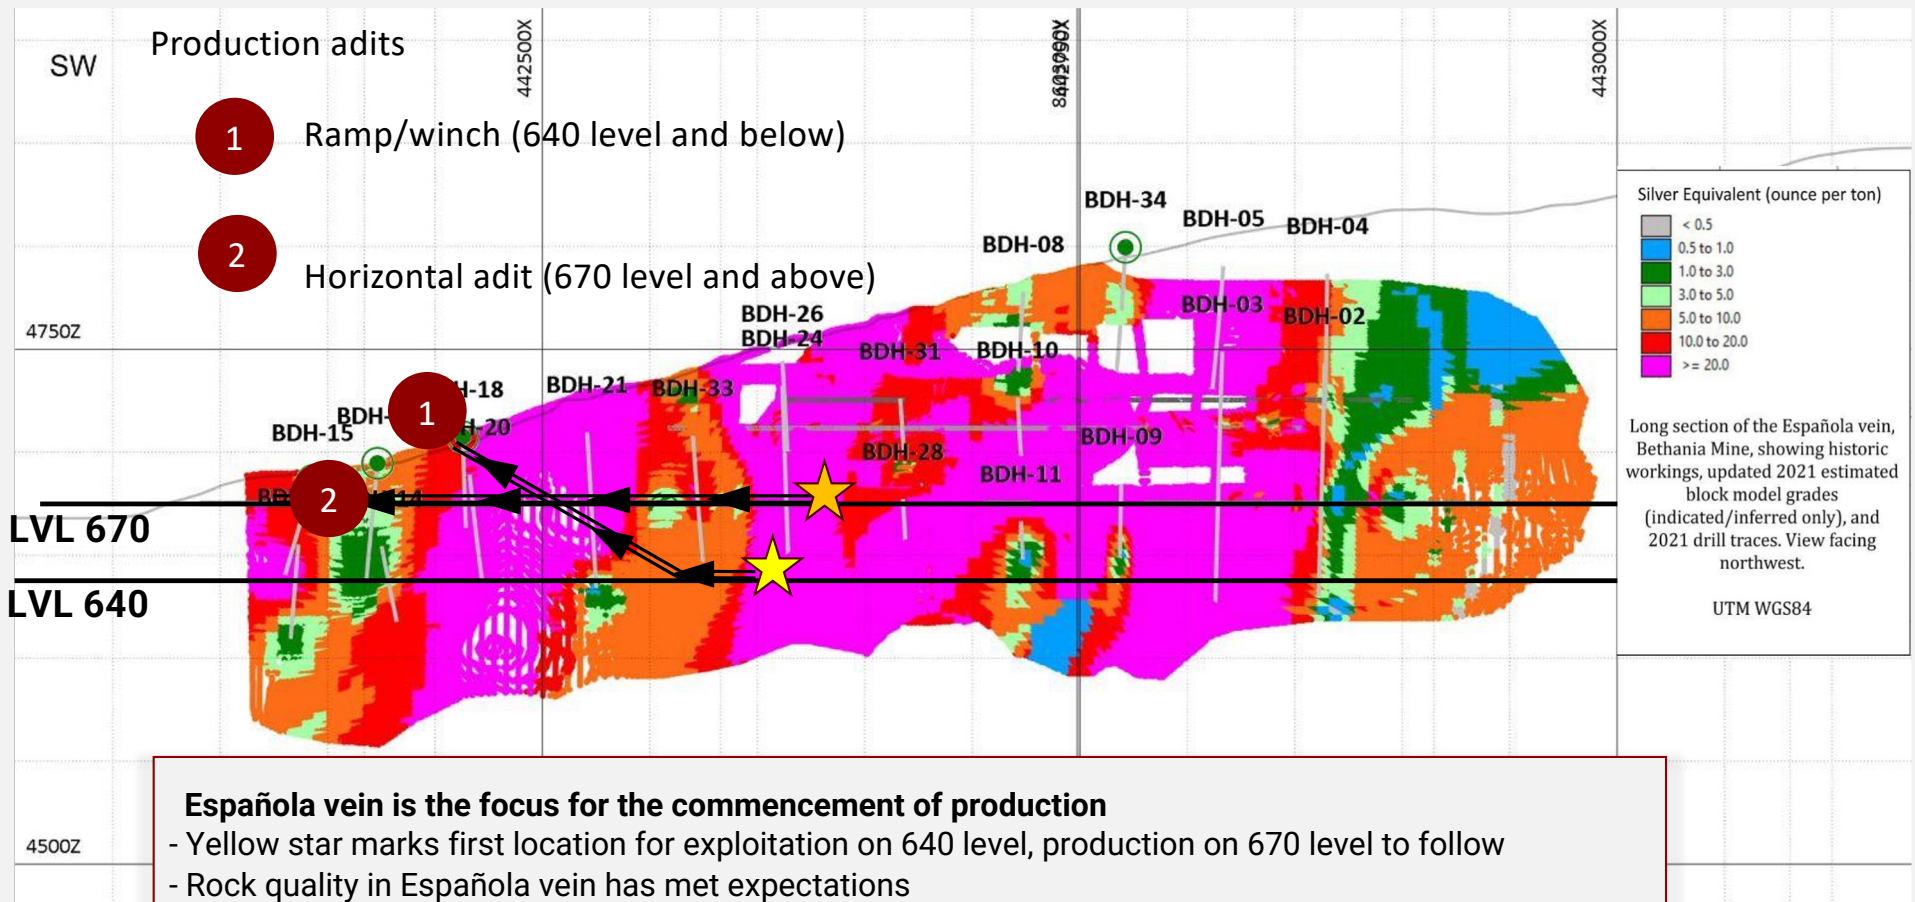 Production adits
SW
1
Ramp/winch (640 level and below)
2
Horizontal adit (670 level and above)
442500X
442750X
443000X
4750Z
4500Z
BDH-34
BDH-05
BDH-04
BDH-08
BDH-03
BDH-02
BDH-26
BDH-24
BDH-31
BDH-10
BDH-21
BDH-33
BDH-15
BDH-
H-18
1
H-20
BDH-28
BDH-09
BDH-11
2
LVL 670
LVL 640
Silver Equivalent (ounce per ton)
< 0.5
0.5 to 1.0
1.0 to 3.0
3.0 to 5.0
5.0 to 10.0
10.0 to 20.0
>= 20.0
Long section of the Española vein,
Bethania Mine, showing historic
workings, updated 2021 estimated
block model grades
(indicated/inferred only), and
2021 drill traces. View facing
northwest.
UTM WGS84
Española vein is the focus for the commencement of production
- Yellow star marks first location for exploitation on 640 level, production on 670 level to follow
- Rock quality in Española vein has met expectations